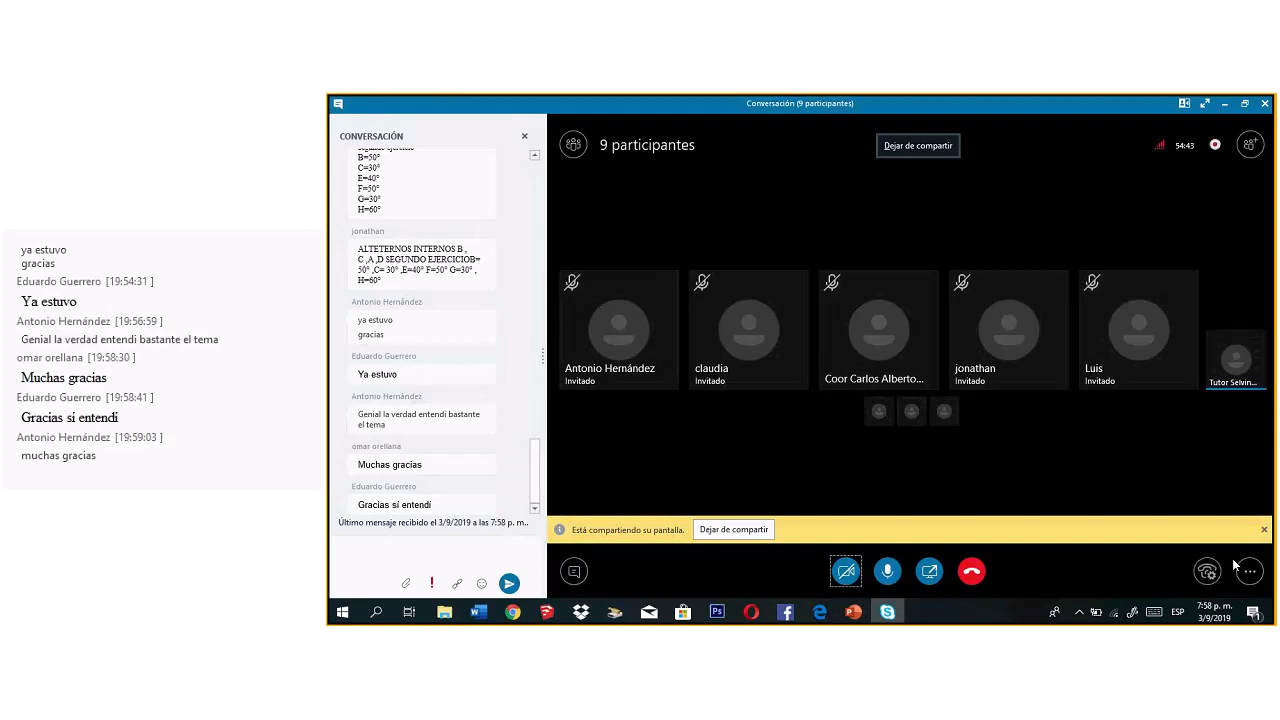 ya estuvo
gracias
Eduardo Guerrero [19:54:31 ]
Ya estuvo
Antonio Hernández [19:56:59 ]
Genial la verdad entendi bastante el tema
omar orellana [19:58:30 ]
Muchas gracias
Eduardo Guerrero [19:58:41 ]
Gracias si entendí
Antonio Hernández [19:59:03 ]
muchas gracias
Conversación (9 participantes)
CONVERSACIÓN
segundo ejercicio
B=50°
C=30°
E=40°
F=50°
G=30°
H=60°
jonathan
ALTETERNOS INTERNOS B ,
C ,A ,D SEGUNDO EJERCICIOB=
50° ,C= 30° ,E=40° F=50° G=30° ,
H=60°
Antonio Hernández
ya estuvo
gracias
Eduardo Guerrero
Ya estuvo
Antonio Hernández
Genial la verdad entendi bastante
el tema
omar orellana
Muchas gracias
Eduardo Guerrero
Gracias sí entendí
Último mensaje recibido el 3/9/2019 a las 7:58 p. m..
9 participantes
Dejar de compartir
54:43
Antonio Hernández
Invitado
claudia
Invitado
Coor Carlos Alberto...
jonathan
Invitado
Luis
Invitado
Tutor Selvin...
Está compartiendo su pantalla.
Dejar de compartir
ESP
7:58 p. m.
3/9/2019